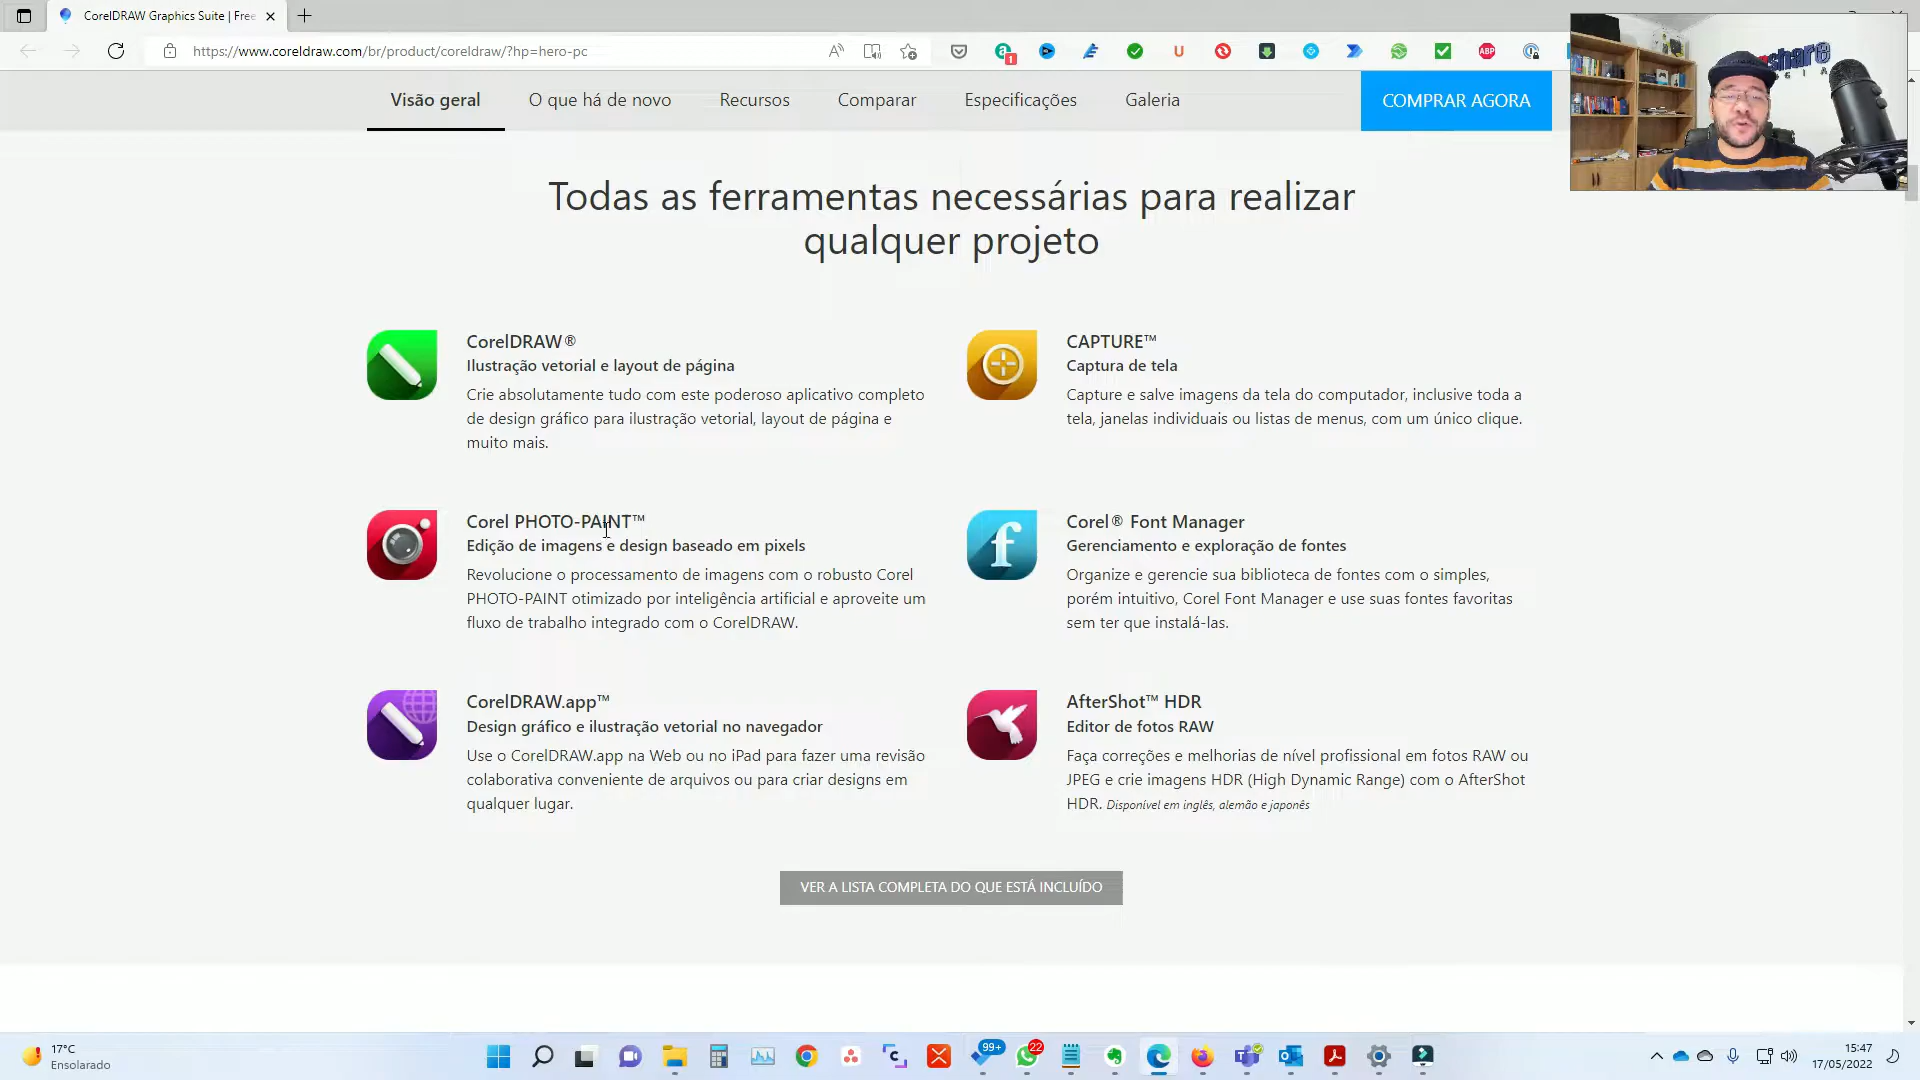 CorelDRAW Graphics Suite | Free
https://www.coreldraw.com/br/product/coreldraw/?hp=hero-pc
Visão geral
O que há de novo
Recursos
Comparar
Especificações
Galeria
COMPRAR AGORA
Todas as ferramentas necessárias para realizar
qualquer projeto
CorelDRAW®
Ilustração vetorial e layout de página
Crie absolutamente tudo com este poderoso aplicativo completo
de design gráfico para ilustração vetorial, layout de página e
muito mais.
CAPTURE™
Captura de tela
Capture e salve imagens da tela do computador, inclusive toda a
tela, janelas individuais ou listas de menus, com um único clique.
Corel PHOTO-PAINT™
Edição de imagens e design baseado em pixels
Revolucione o processamento de imagens com o robusto Corel
PHOTO-PAINT otimizado por inteligência artificial e aproveite um
fluxo de trabalho integrado com o CorelDRAW.
Corel® Font Manager
Gerenciamento e exploração de fontes
Organize e gerencie sua biblioteca de fontes com o simples,
porém intuitivo, Corel Font Manager e use suas fontes favoritas
sem ter que instalá-las.
CorelDRAW.app™
Design gráfico e ilustração vetorial no navegador
Use o CorelDRAW.app na Web ou no iPad para fazer uma revisão
colaborativa conveniente de arquivos ou para criar designs em
qualquer lugar.
AfterShot™ HDR
Editor de fotos RAW
Faça correções e melhorias de nível profissional em fotos RAW ou
JPEG e crie imagens HDR (High Dynamic Range) com o AfterShot
HDR. Disponível em inglês, alemão e japonês
VER A LISTA COMPLETA DO QUE ESTÁ INCLUÍDO
17°C
Ensolarado
99+
22
15:47
17/05/2022